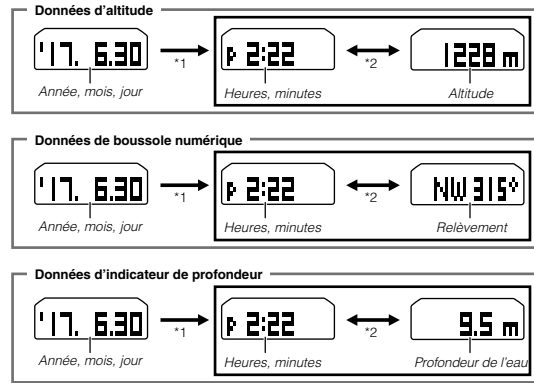 Données d'altitude
'17. 6.30 *1 P 2:22 *2 1228 m
Année, mois, jour Heures, minutes Altitude
Données de boussole numérique
'17. 6.30 *1 P 2:22 *2 NW 315°
Année, mois, jour Heures, minutes Relèvement
Données d'indicateur de profondeur
'17. 6.30 *1 P 2:22 *2 9.5 m
Année, mois, jour Heures, minutes Profondeur de l'eau